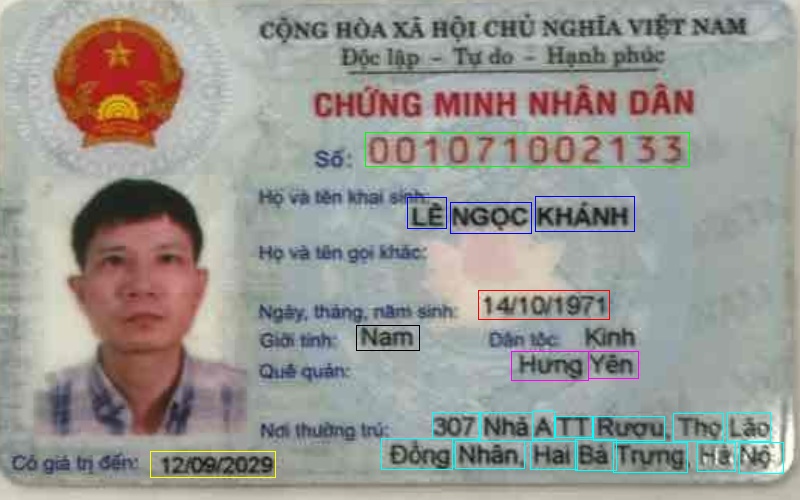 CỘNG HÒA XÃ HỘI CHỦ NGHĨA VIỆT NAM
Độc lập - Tự do - Hạnh phúc
CHỨNG MINH NHÂN DÂN
Số: 001071002133
Họ và tên khai sinh:
LÊ NGỌC KHÁNH
Họ và tên gọi khác:
Ngày, tháng, năm sinh: 14/10/1971
Giới tính: Nam Dân tộc: Kinh
Quê quán: Hưng Yên
Nơi thường trú: 307 Nhà A TT Rượu, Thọ Lão
Đồng Nhân, Hai Bà Trưng, Hà Nộ
Có giá trị đến: 12/09/2029